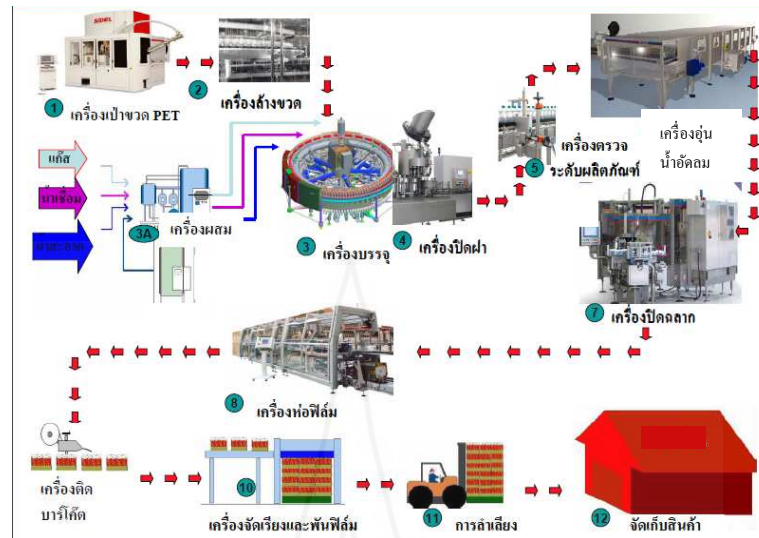 SIDEL
1 เครื่องเป่าขวด PET
2
เครื่องล้างขวด
แก๊ส
น้ำเชื่อม
3A เครื่องผสม
3 เครื่องบรรจุ
4 เครื่องปิดฝา
5 เครื่องตรวจ
ระดับผลิตภัณฑ์
เครื่องอุ่น
น้ำอัดลม
7 เครื่องปิดฉลาก
8 เครื่องห่อฟิล์ม
เครื่องติด
บาร์โค๊ต
10
เครื่องจัดเรียงและพันฟิล์ม
11 การลำเลียง
12 จัดเก็บสินค้า